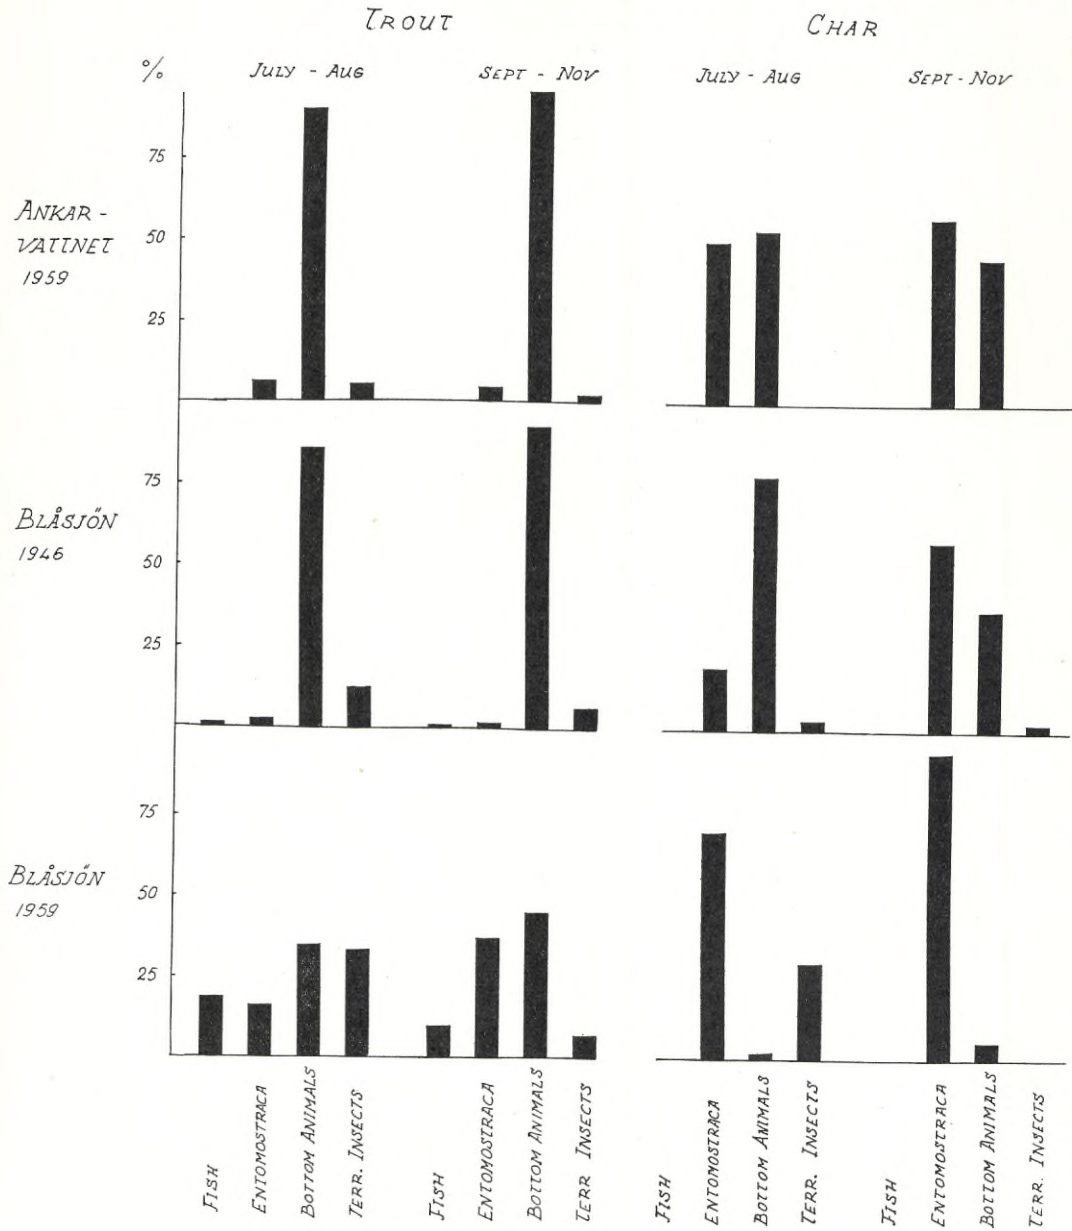 TROUT
CHAR
%
JULY - AUG
SEPT - NOV
JULY - AUG
SEPT - NOV
75
50
25
ANKAR-
VATTNET
1959
75
50
25
BLÅSJÖN
1946
75
50
25
BLÅSJÖN
1959
FISH
ENTOMOSTRACA
BOTTOM ANIMALS
TERR. INSECTS
FISH
ENTOMOSTRACA
BOTTOM ANIMALS
TERR INSECTS
FISH
ENTOMOSTRACA
BOTTOM ANIMALS
TERR. INSECTS
FISH
ENTOMOSTRACA
BOTTOM ANIMALS
TERR. INSECTS